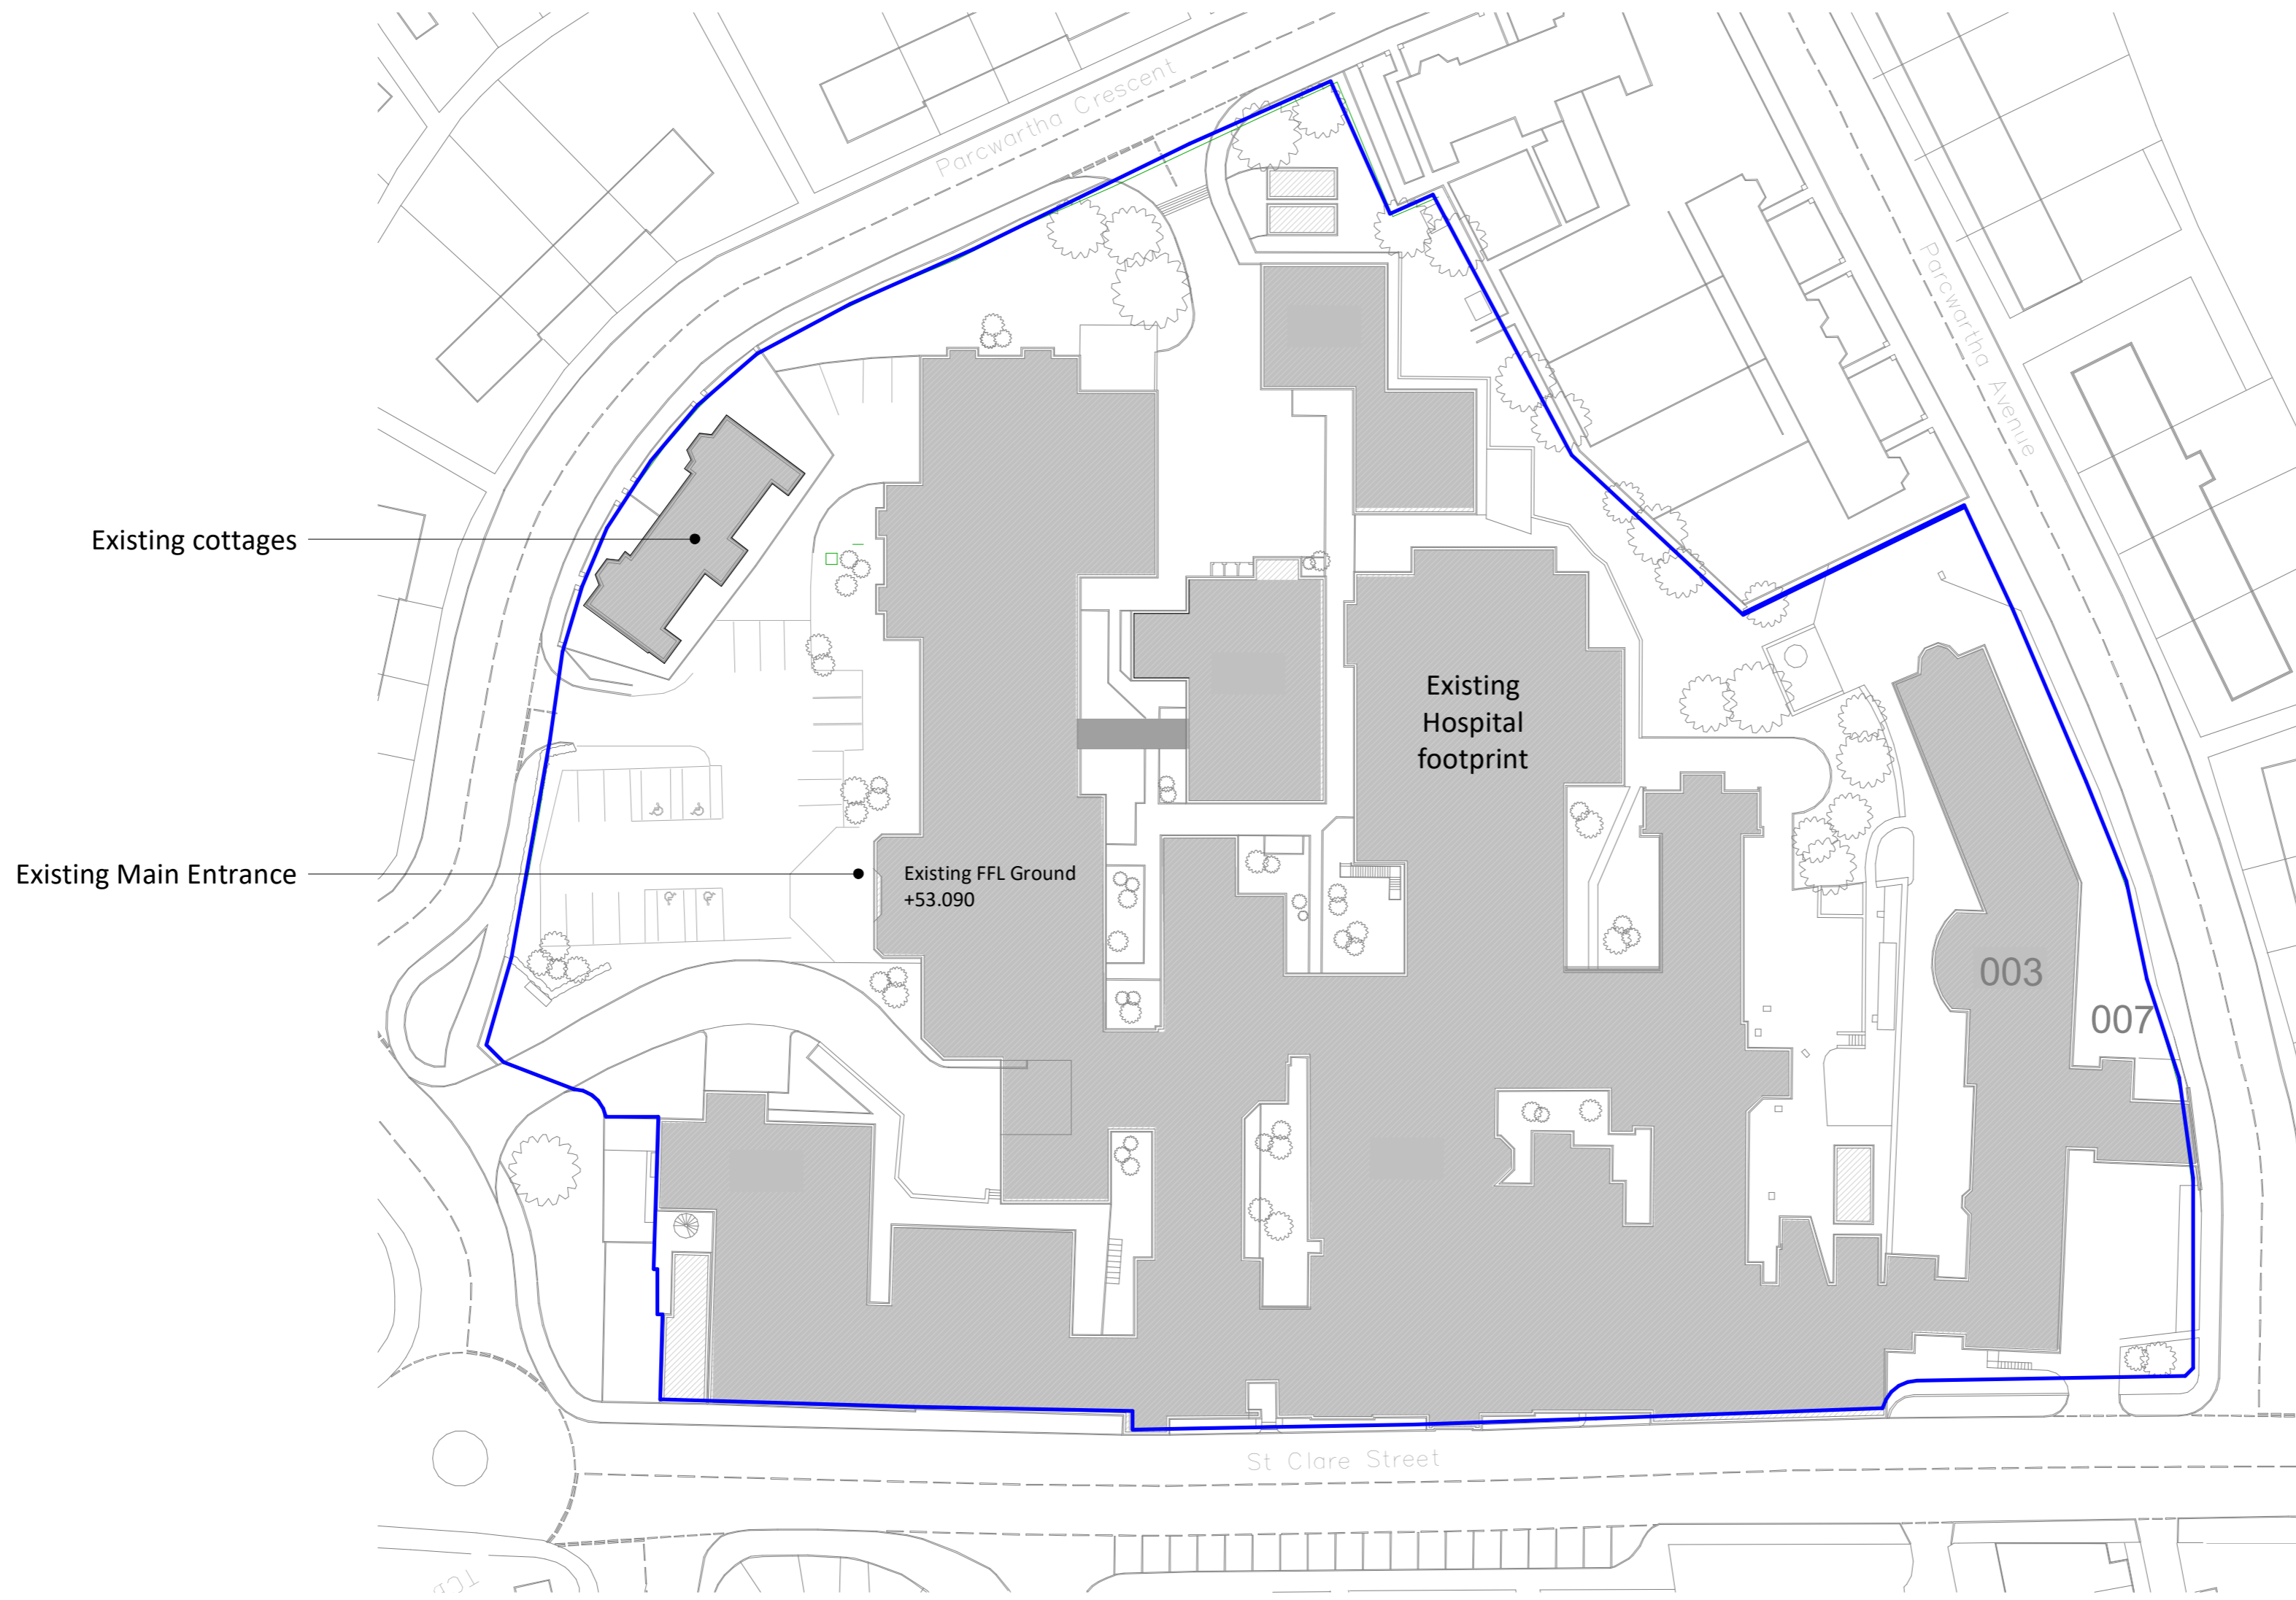 Parcwartha Crescent
Parcwartha Avenue
Existing cottages
Existing
Hospital
footprint
Existing Main Entrance
Existing FFL Ground
+53.090
003
007
St Clare Street
TCB